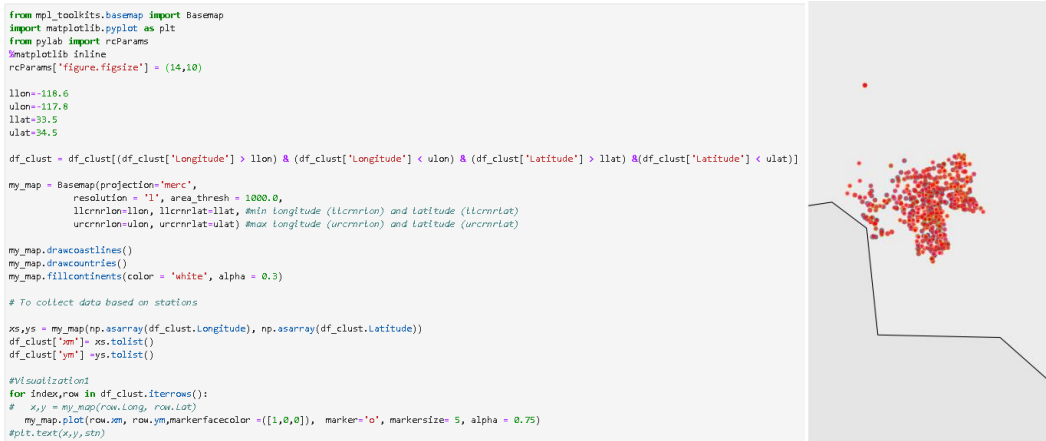 from mpl_toolkits.basemap import Basemap
import matplotlib.pyplot as plt
from pylab import rcParams
%matplotlib inline
rcParams['figure.figsize'] = (14,10)
llon=-118.6
ulon=-117.8
llat=33.5
ulat=34.5
df_clust = df_clust[(df_clust['Longitude'] > llon) & (df_clust['Longitude'] < ulon) & (df_clust['Latitude'] > llat) &(df_clust['Latitude'] < ulat)]
my_map = Basemap(projection='merc',
resolution = 'l', area_thresh = 1000.0,
llcrnrlon=llon, llcrnrlat=llat, #min longitude (llcrnrlon) and latitude (llcrnrlat)
urcrnrlon=ulon, urcrnrlat=ulat) #max longitude (urcrnrlon) and latitude (urcrnrlat)
my_map.drawcoastlines()
my_map.drawcountries()
my_map.fillcontinents(color = 'white', alpha = 0.3)
# To collect data based on stations
xs,ys = my_map(np.asarray(df_clust.Longitude), np.asarray(df_clust.Latitude))
df_clust['xm']= xs.tolist()
df_clust['ym'] =ys.tolist()
#Visualization1
for index,row in df_clust.iterrows():
#   x,y = my_map(row.Long, row.Lat)
my_map.plot(row.xm, row.ym,markerfacecolor =([1,0,0]),  marker='o', markersize= 5, alpha = 0.75)
#plt.text(x,y,stn)